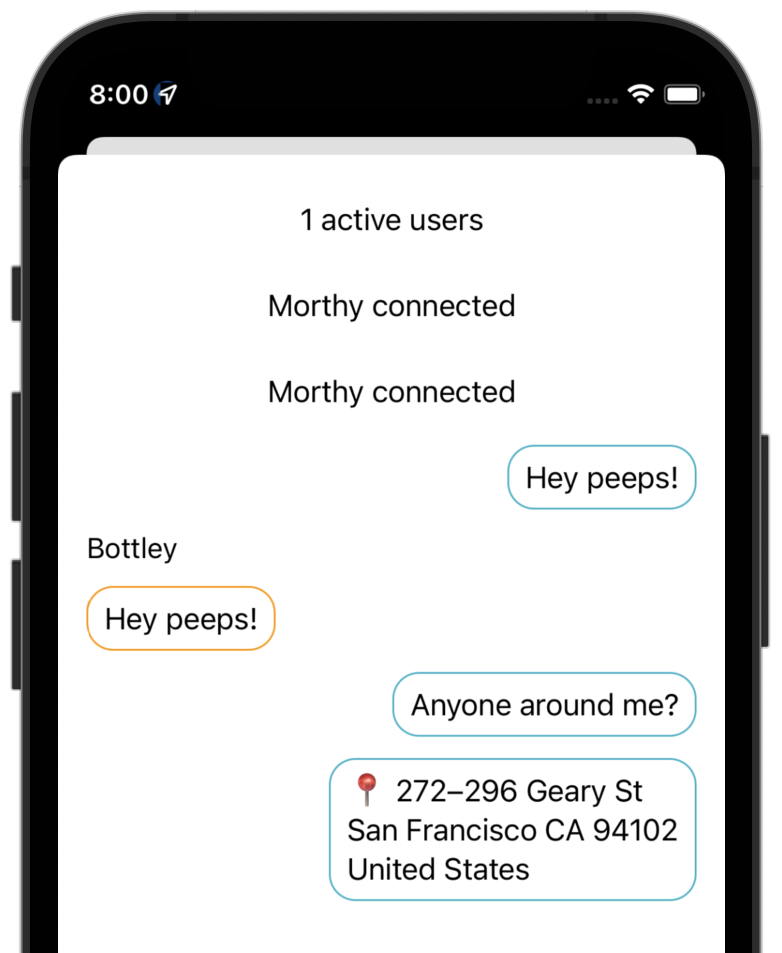 8:00
1 active users
Morthy connected
Morthy connected
Hey peeps!
Bottley
Hey peeps!
Anyone around me?
📍 272–296 Geary St
San Francisco CA 94102
United States